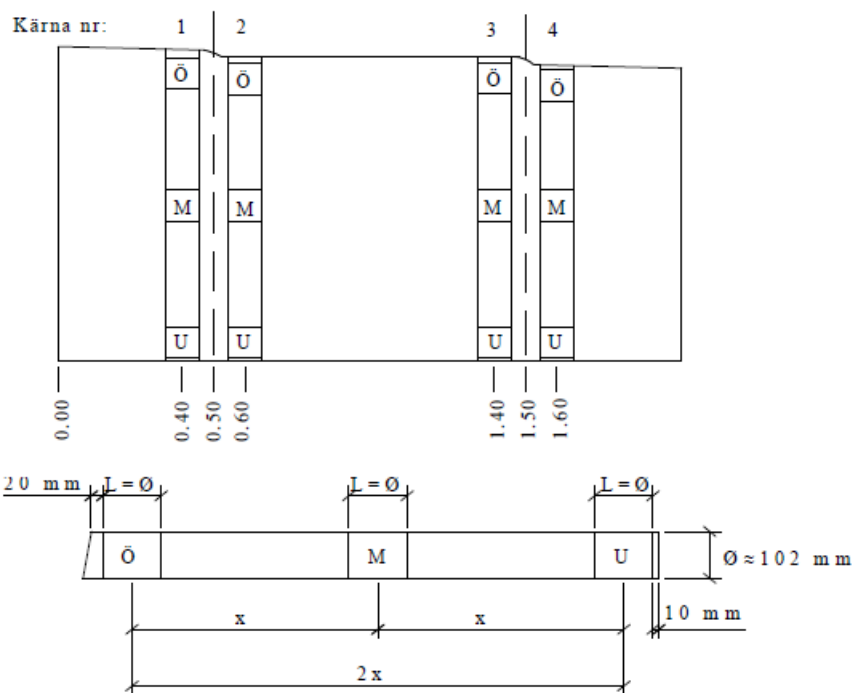 Kärna nr: 1 2 3 4
Ö Ö Ö Ö
M M M M
U U U U
0.00 0.40 0.50 0.60 1.40 1.50 1.60
20 mm L = Ø L = Ø L = Ø
Ö M U Ø ≈ 102 mm
x x 10 mm
2x